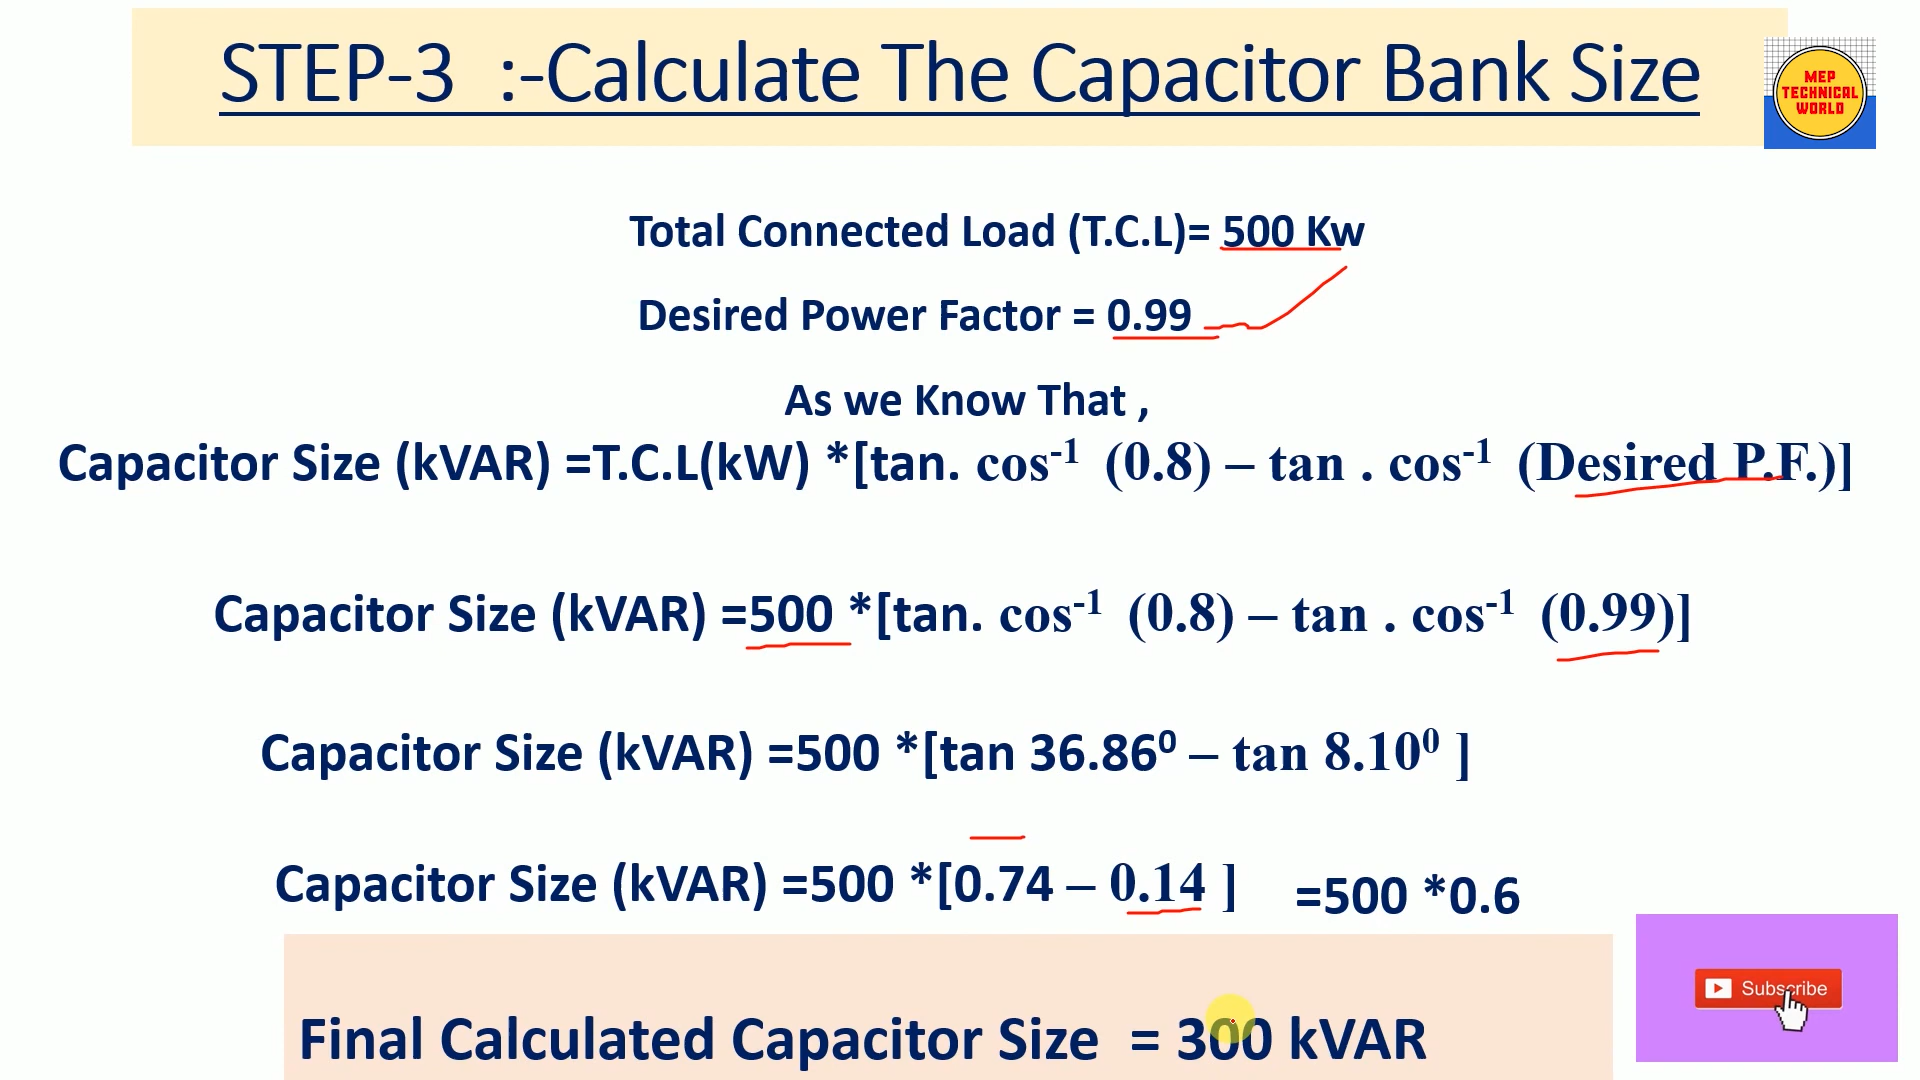 STEP-3 :-Calculate The Capacitor Bank Size
MEP
TECHNICAL
WORLD
Total Connected Load (T.C.L)= 500 Kw
Desired Power Factor = 0.99
As we Know That ,
Capacitor Size (kVAR) =T.C.L(kW) *[tan. cos⁻¹ (0.8) – tan . cos⁻¹ (Desired P.F.)]
Capacitor Size (kVAR) =500 *[tan. cos⁻¹ (0.8) – tan . cos⁻¹ (0.99)]
Capacitor Size (kVAR) =500 *[tan 36.86⁰ – tan 8.10⁰ ]
Capacitor Size (kVAR) =500 *[0.74 – 0.14 ] =500 *0.6
Final Calculated Capacitor Size = 300 kVAR
Subscribe